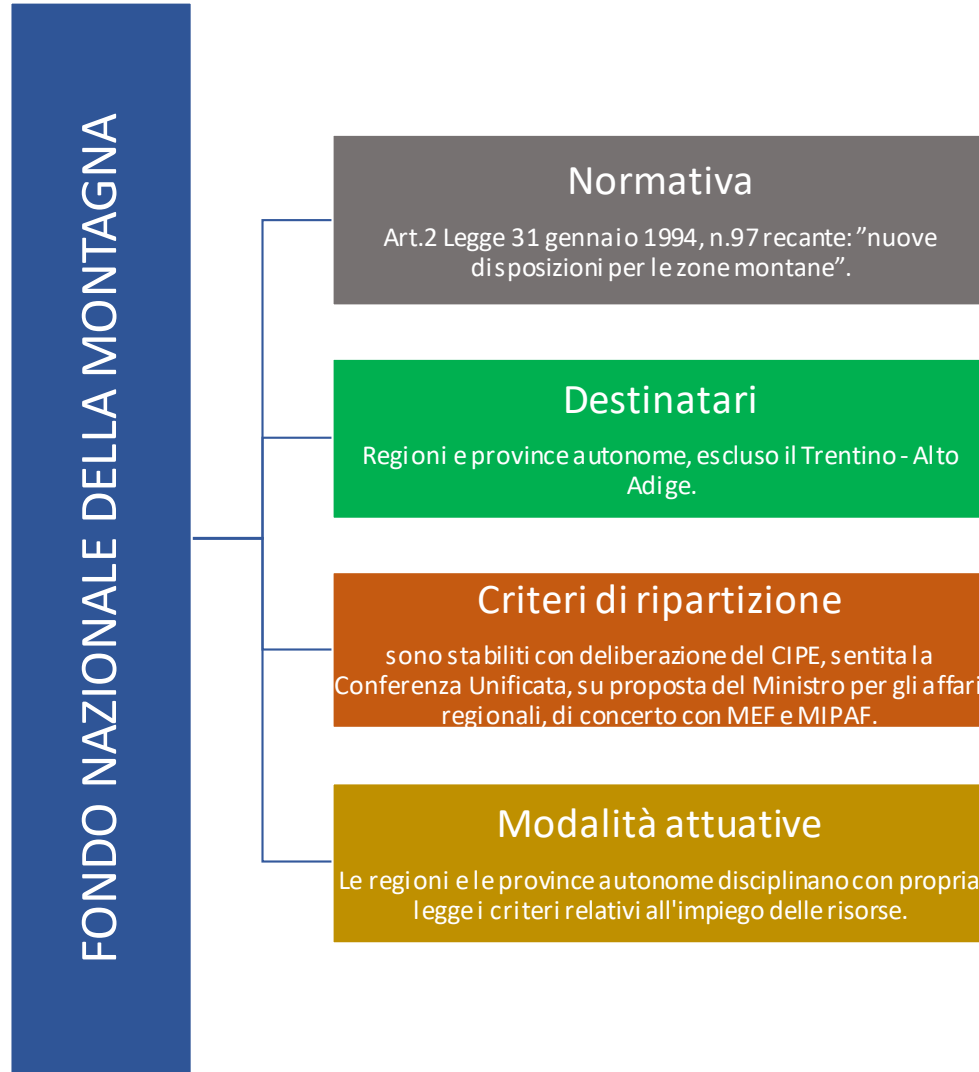 FONDO NAZIONALE DELLA MONTAGNA
Normativa
Art.2 Legge 31 gennaio 1994, n.97 recante: ”nuove
disposizioni per le zone montane”.
Destinatari
Regioni e province autonome, escluso il Trentino - Alto
Adige.
Criteri di ripartizione
sono stabiliti con deliberazione del CIPE, sentita la
Conferenza Unificata, su proposta del Ministro per gli affari
regionali, di concerto con MEF e MIPAF.
Modalità attuative
Le regioni e le province autonome disciplinano con propria
legge i criteri relativi all'impiego delle risorse.